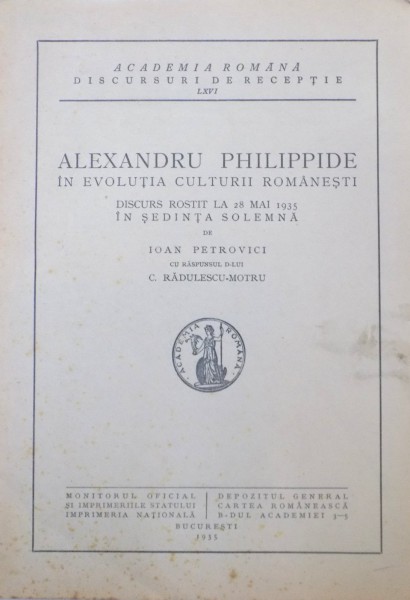 ACADEMIA ROMÂNĂ
DISCURSURI DE RECEPȚIE
LXVI
ALEXANDRU PHILIPPIDE
ÎN EVOLUȚIA CULTURII ROMÂNEȘTI
DISCURS ROSTIT LA 28 MAI 1935
ÎN ȘEDINȚA SOLEMNĂ
DE
IOAN PETROVICI
CU RĂSPUNSUL D-LUI
C. RĂDULESCU-MOTRU
ACADEMIA ROMANA
MONITORUL OFICIAL
ȘI IMPRIMERIILE STATULUI
IMPRIMERIA NAȚIONALĂ
DEPOZITUL GENERAL
CARTEA ROMÂNEASCĂ
B-DUL ACADEMIEI 3-5
BUCUREȘTI
1935